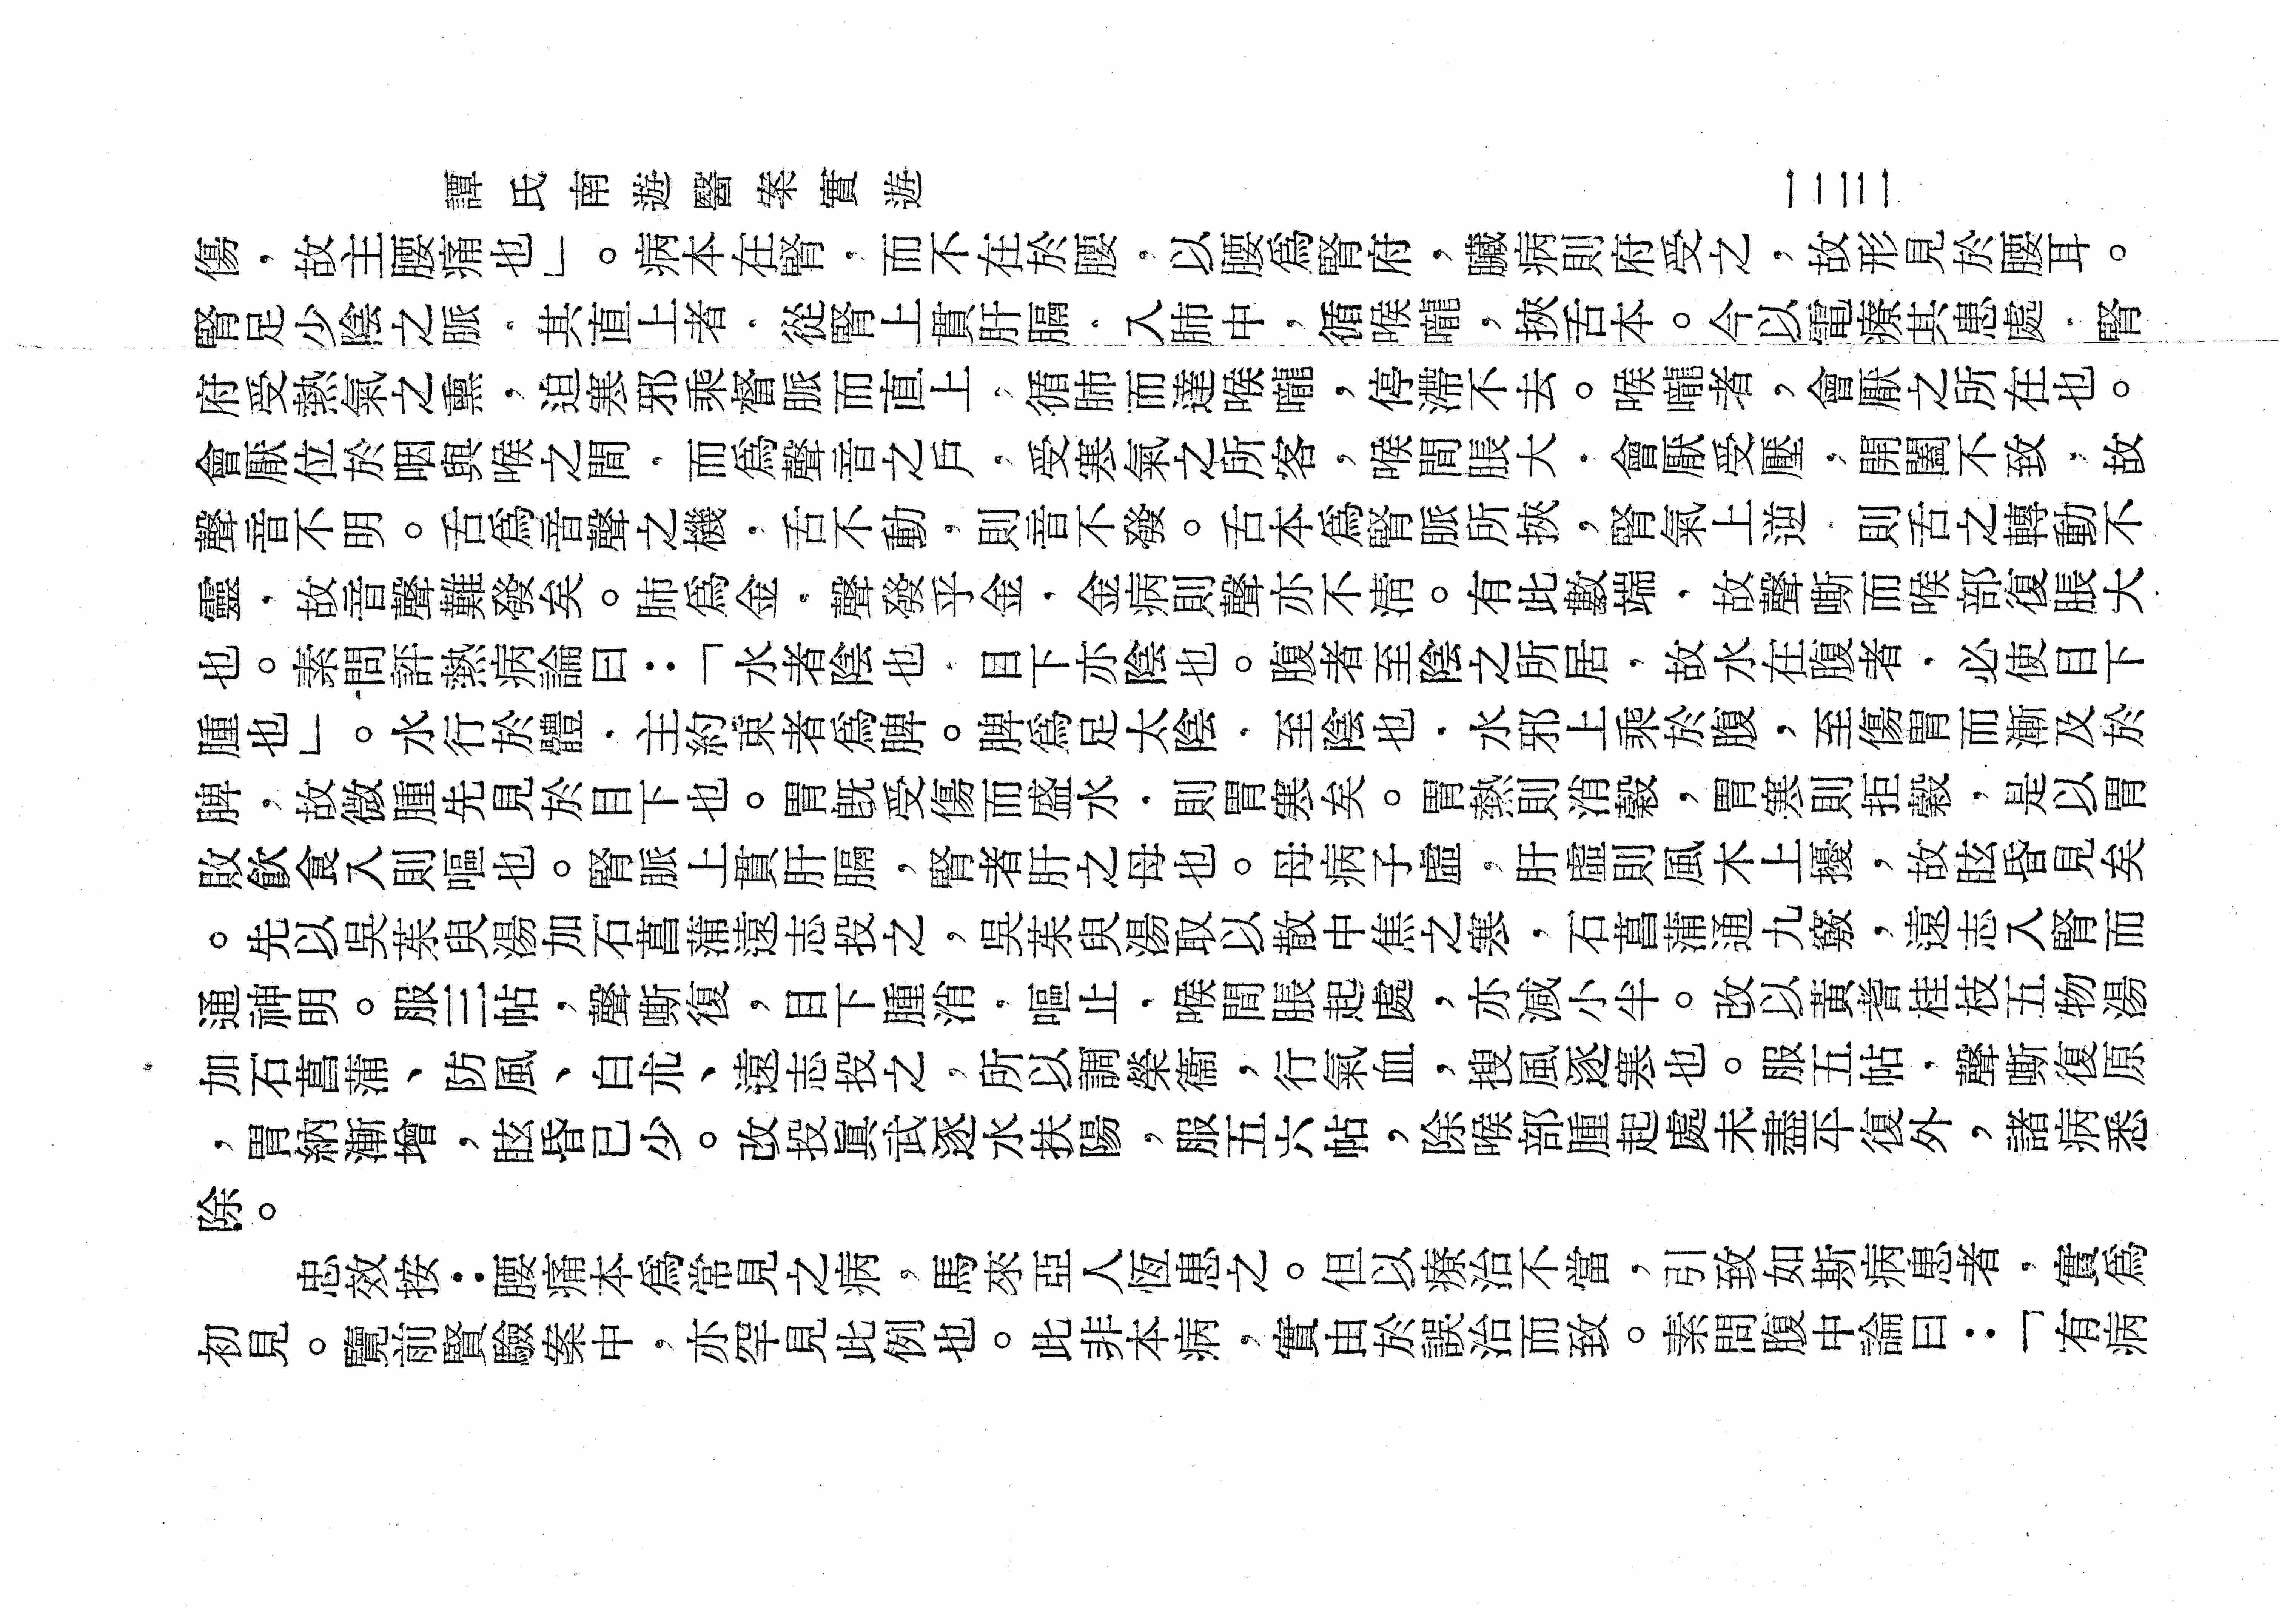 譚氏南遊醫案實遊
一一三一
傷，故主腰痛也」。病本在腎，而不在於腰，以腰爲腎府，臟病則府受之，故形見於腰耳。
腎足少陰之脈，其直上者，從腎上貫肝膈，入肺中，循喉嚨，挾舌本。今以電療其患處，腎
府受熱氣之熏，迫寒邪乘督脈而直上，循肺而達喉嚨，停滯不去。喉嚨者，會厭之所在也。
會厭位於咽與喉之間，而爲聲音之戶，受寒氣之所客，喉間脹大，會厭受壓，開闔不致，故
聲音不明。舌爲音聲之機，舌不動，則音不發。舌本爲腎脈所挾，腎氣上逆，則舌之轉動不
靈，故音聲難發矣。肺爲金，聲發乎金，金病則聲亦不清。有此數端，故聲嘶而喉部復脹大
也。素問評熱病論曰：「水者陰也，目下亦陰也。腹者至陰之所居，故水在腹者，必使目下
腫也」。水行於體，主約束者爲脾。脾爲足太陰，至陰也，水邪上乘於腹，至傷胃而漸及於
脾，故微腫先見於目下也。胃既受傷而盛水，則胃寒矣。胃熱則消穀，胃寒則拒穀，是以胃
敗飲食入則嘔也。腎脈上貫肝膈，腎者肝之母也。母病子虛，肝虛則風木上擾，故眩昏見矣
。先以吳茱臾湯加石菖蒲遠志投之，吳茱臾湯取以散中焦之寒，石菖蒲通九竅，遠志入腎而
通神明。服三帖，聲嘶復，目下腫消，嘔止，喉間脹起處，亦減小半。改以黃耆桂枝五物湯
加石菖蒲、防風、白朮、遠志投之，所以調榮衞，行氣血，搜風逐寒也。服五帖，聲嘶復原
，胃納漸增，眩昏已少。改投眞武逐水扶陽，服五六帖，除喉部腫起處未盡平復外，諸病悉
除。
忠效按：腰痛本爲常見之病，馬來亞人恆患之。但以療治不當，引致如斯病患者，實爲
初見。覽前賢驗案中，亦罕見此例也。此非本病，實由於誤治而致。素問腹中論曰：「有病